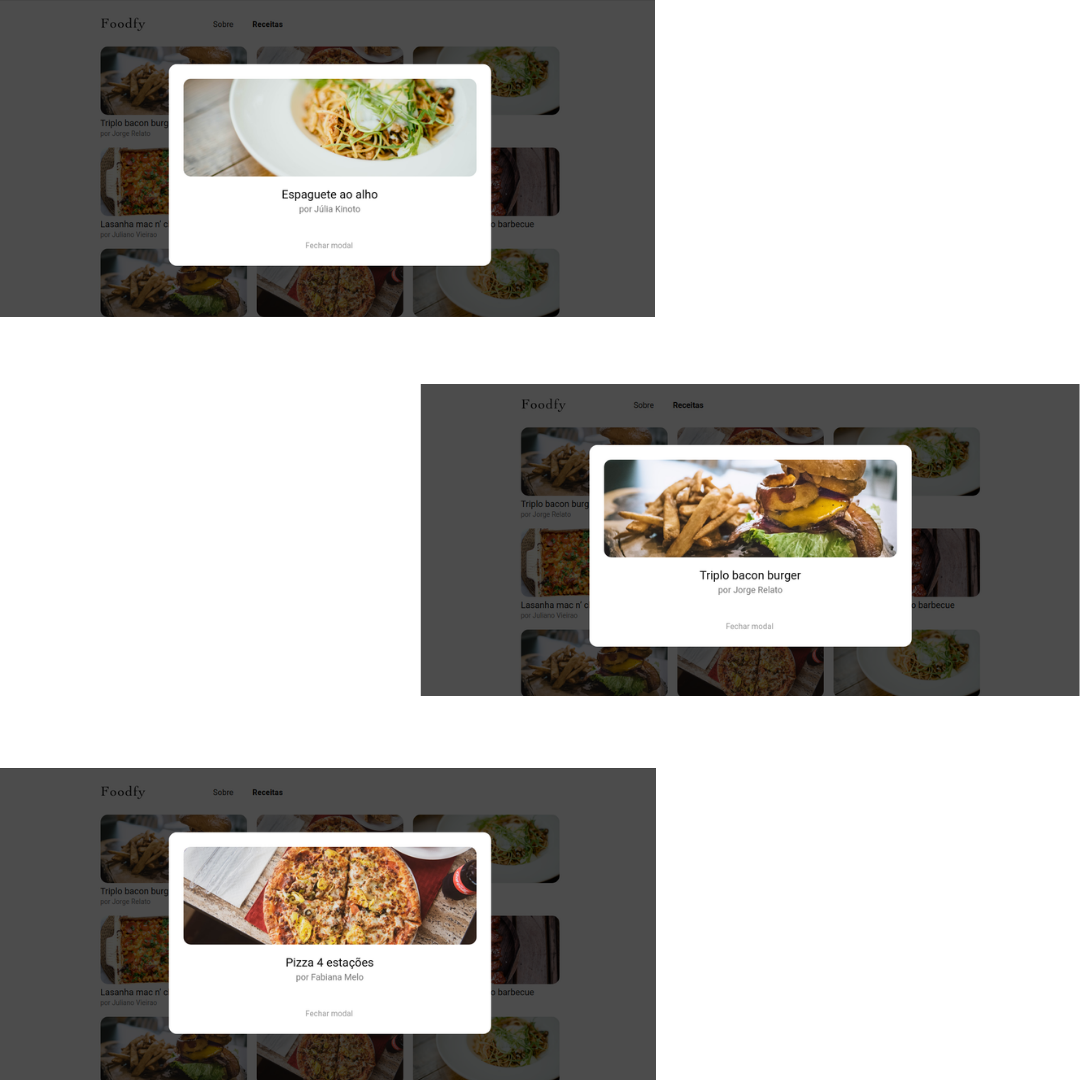 Foodfy
Sobre
Receitas
Triplo bacon burg
por Jorge Relato
Espaguete ao alho
por Júlia Kinoto
Fechar modal
Lasanha mac n' c
por Juliano Vieiras
o barbecue
Foodfy
Sobre
Receitas
Triplo bacon burg
por Jorge Relato
Triplo bacon burger
por Jorge Relato
Fechar modal
Lasanha mac n' c
por Juliano Vieiras
o barbecue
Foodfy
Sobre
Receitas
Triplo bacon burg
por Jorge Relato
Pizza 4 estações
por Fabiana Melo
Lasanha mac n' c
por Juliano Vieiras
o barbecue
Fechar modal